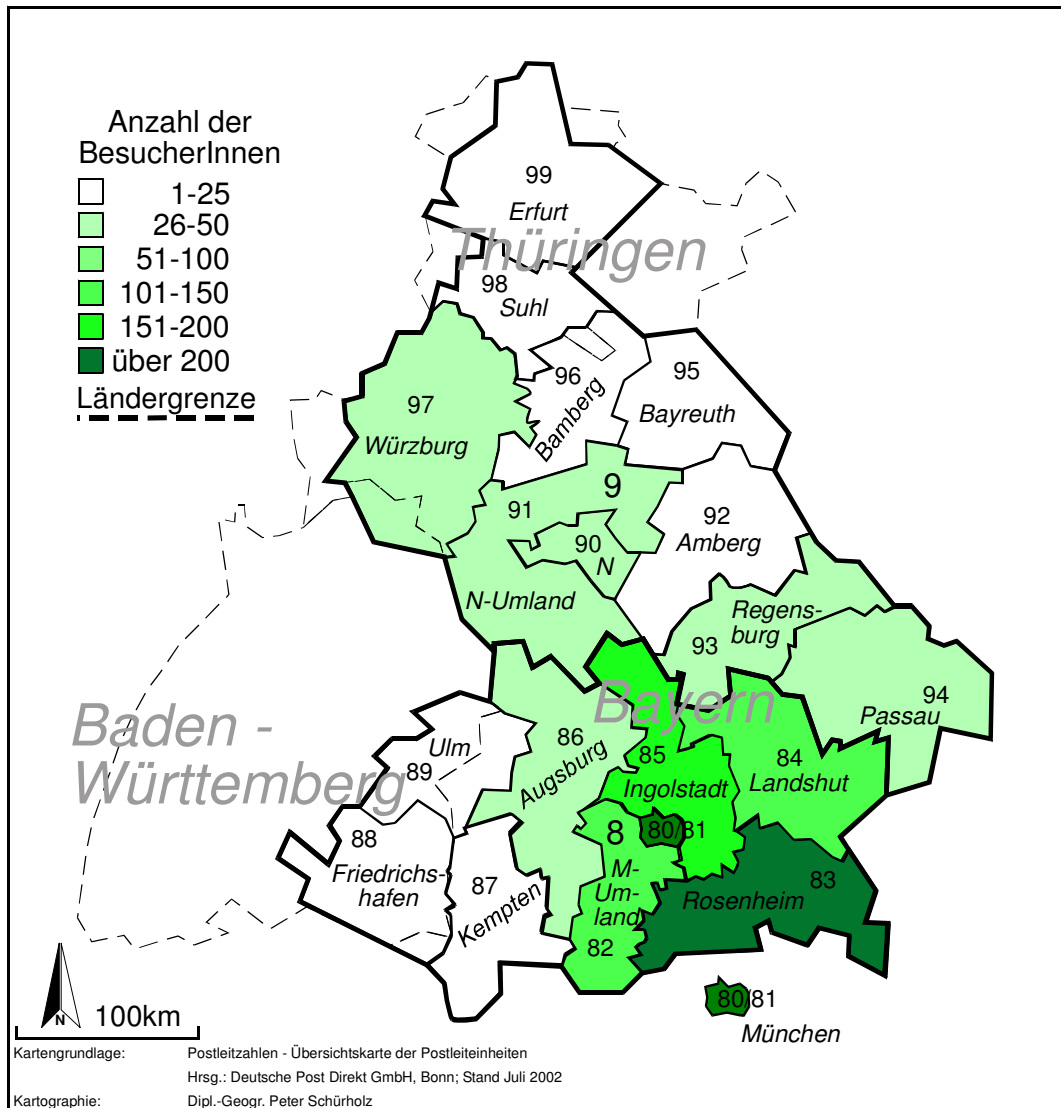 Anzahl der
BesucherInnen
1-25
26-50
51-100
101-150
151-200
über 200
Ländergrenze
99
Erfurt
Thüringen
98
Suhl
96
Bamberg
95
Bayreuth
97
Würzburg
9
91
90
N
92
Amberg
N-Umland
Regens-
burg
93
94
Passau
Bayern
Baden -
Württemberg
Ulm
89
86
Augsburg
85
Ingolstadt
84
Landshut
88
Friedrichs-
hafen
87
Kempten
8
80/81
M-
Um-
land
82
83
Rosenheim
80/81
München
N
100km
Kartengrundlage: Postleitzahlen - Übersichtskarte der Postleiteinheiten
Hrsg.: Deutsche Post Direkt GmbH, Bonn; Stand Juli 2002
Kartographie: Dipl.-Geogr. Peter Schürholz